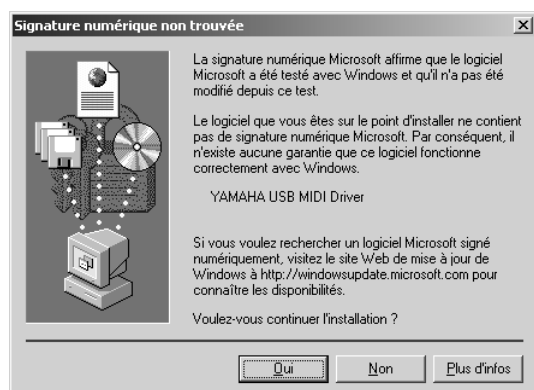 Signature numérique non trouvée
La signature numérique Microsoft affirme que le logiciel
Microsoft a été testé avec Windows et qu'il n'a pas été
modifié depuis ce test.
Le logiciel que vous êtes sur le point d'installer ne contient
pas de signature numérique Microsoft. Par conséquent, il
n'existe aucune garantie que ce logiciel fonctionne
correctement avec Windows.
YAMAHA USB MIDI Driver
Si vous voulez rechercher un logiciel Microsoft signé
numériquement, visitez le site Web de mise à jour de
Windows à http://windowsupdate.microsoft.com pour
connaître les disponibilités.
Voulez-vous continuer l'installation ?
Oui Non Plus d'infos